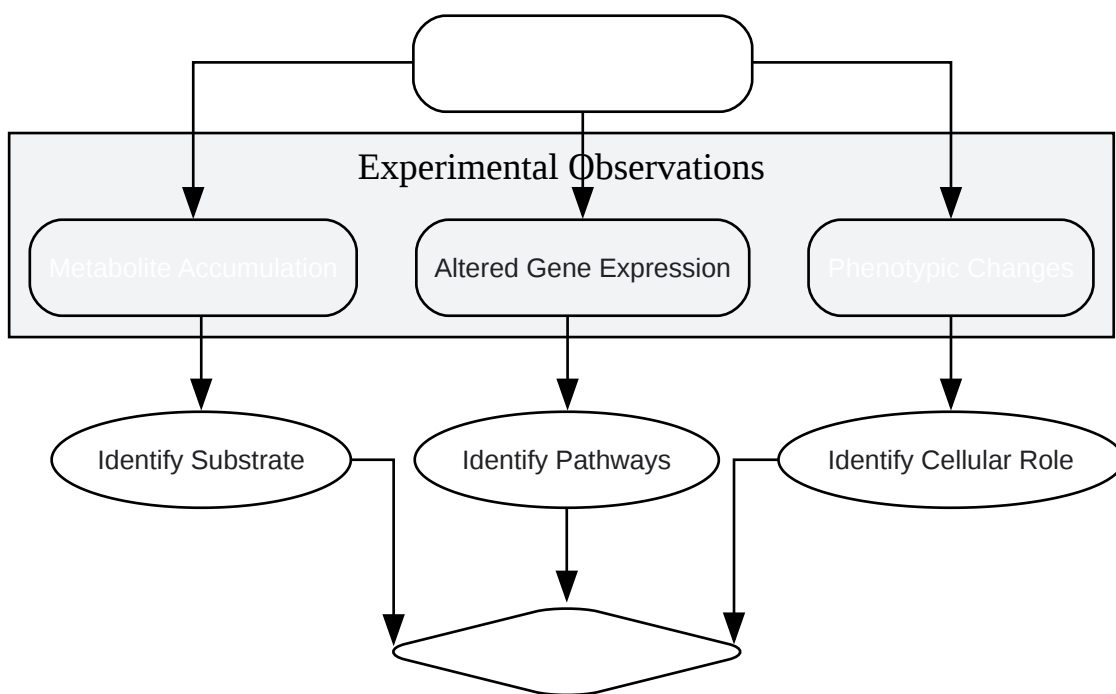 Experimental Observations
Metabolite Accumulation
Altered Gene Expression
Phenotypic Changes
Identify Substrate
Identify Pathways
Identify Cellular Role